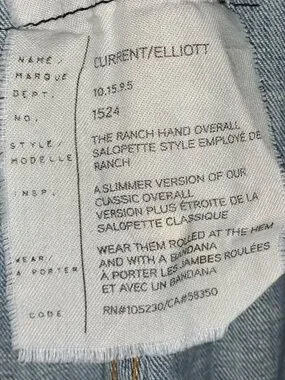 NAME / CURRENT/ELLIOTT
MARQUE
DEPT. 10.15.9.5
NO. 1524
STYLE / THE RANCH HAND OVERALL
MODELLE SALOPETTE STYLE EMPLOYÉ DE
RANCH
INSP. A SLIMMER VERSION OF OUR
CLASSIC OVERALL
VERSION PLUS ÉTROITE DE LA
SALOPETTE CLASSIQUE
WEAR / WEAR THEM ROLLED AT THE HEM
A PORTER AND WITH A BANDANA
À PORTER LES JAMBES ROULÉES
ET AVEC UN BANDANA
CODE RN#105230/CA#58350